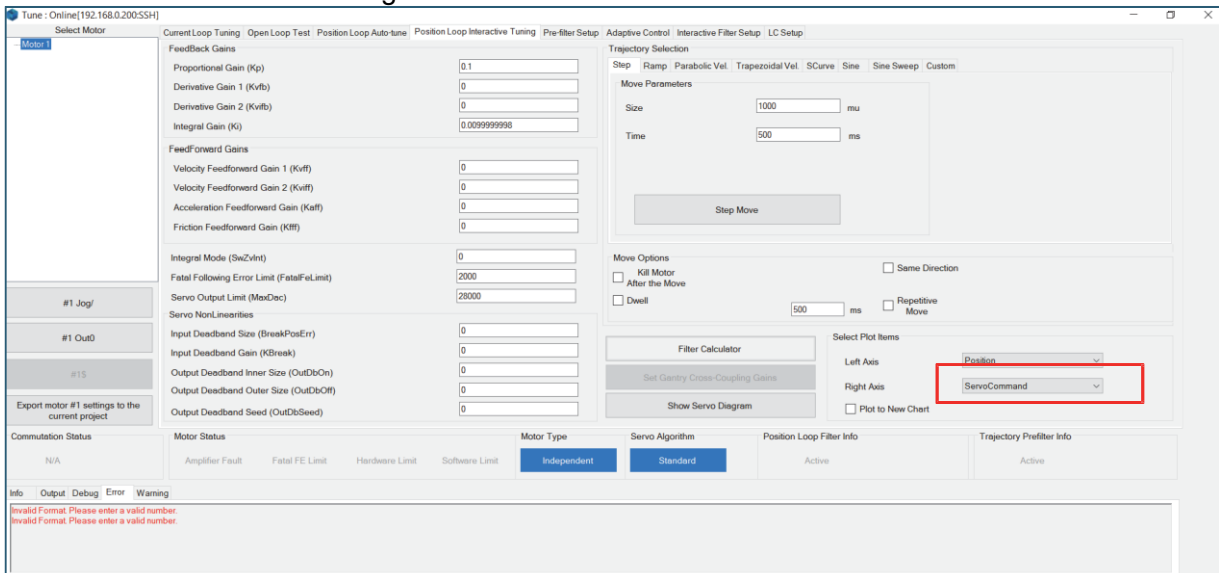 Tune : Online[192.168.0.200:SSH]
Select Motor
Motor 1
#1 Jog/
#1 Out0
#1$
Export motor #1 settings to the
current project
Current Loop Tuning Open Loop Test Position Loop Auto-tune Position Loop Interactive Tuning Pre-filter Setup Adaptive Control Interactive Filter Setup LC Setup
FeedBack Gains
Proportional Gain (Kp) 0.1
Derivative Gain 1 (Kvfb) 0
Derivative Gain 2 (Kvifb) 0
Integral Gain (Ki) 0.0099999998
FeedForward Gains
Velocity Feedforward Gain 1 (Kvff) 0
Velocity Feedforward Gain 2 (Kviff) 0
Acceleration Feedforward Gain (Kaff) 0
Friction Feedforward Gain (Kfff) 0
Integral Mode (SwZvInt) 0
Fatal Following Error Limit (FatalFeLimit) 2000
Servo Output Limit (MaxDac) 28000
Servo NonLinearities
Input Deadband Size (BreakPosErr) 0
Input Deadband Gain (KBreak) 0
Output Deadband Inner Size (OutDbOn) 0
Output Deadband Outer Size (OutDbOff) 0
Output Deadband Seed (OutDbSeed) 0
Trajectory Selection
Step Ramp Parabolic Vel. Trapezoidal Vel. SCurve Sine Sine Sweep Custom
Move Parameters
Size 1000 mu
Time 500 ms
Step Move
Move Options
Kill Motor
After the Move
Same Direction
Dwell 500 ms
Repetitive
Move
Filter Calculator
Set Gantry Cross-Coupling Gains
Show Servo Diagram
Select Plot Items
Left Axis Position
Right Axis ServoCommand
Plot to New Chart
Commutation Status
N/A
Motor Status
Amplifier Fault Fatal FE Limit Hardware Limit Software Limit
Motor Type
Independent
Servo Algorithm
Standard
Position Loop Filter Info
Active
Trajectory Prefilter Info
Active
Info Output Debug Error Warning
Invalid Format. Please enter a valid number.
Invalid Format. Please enter a valid number.